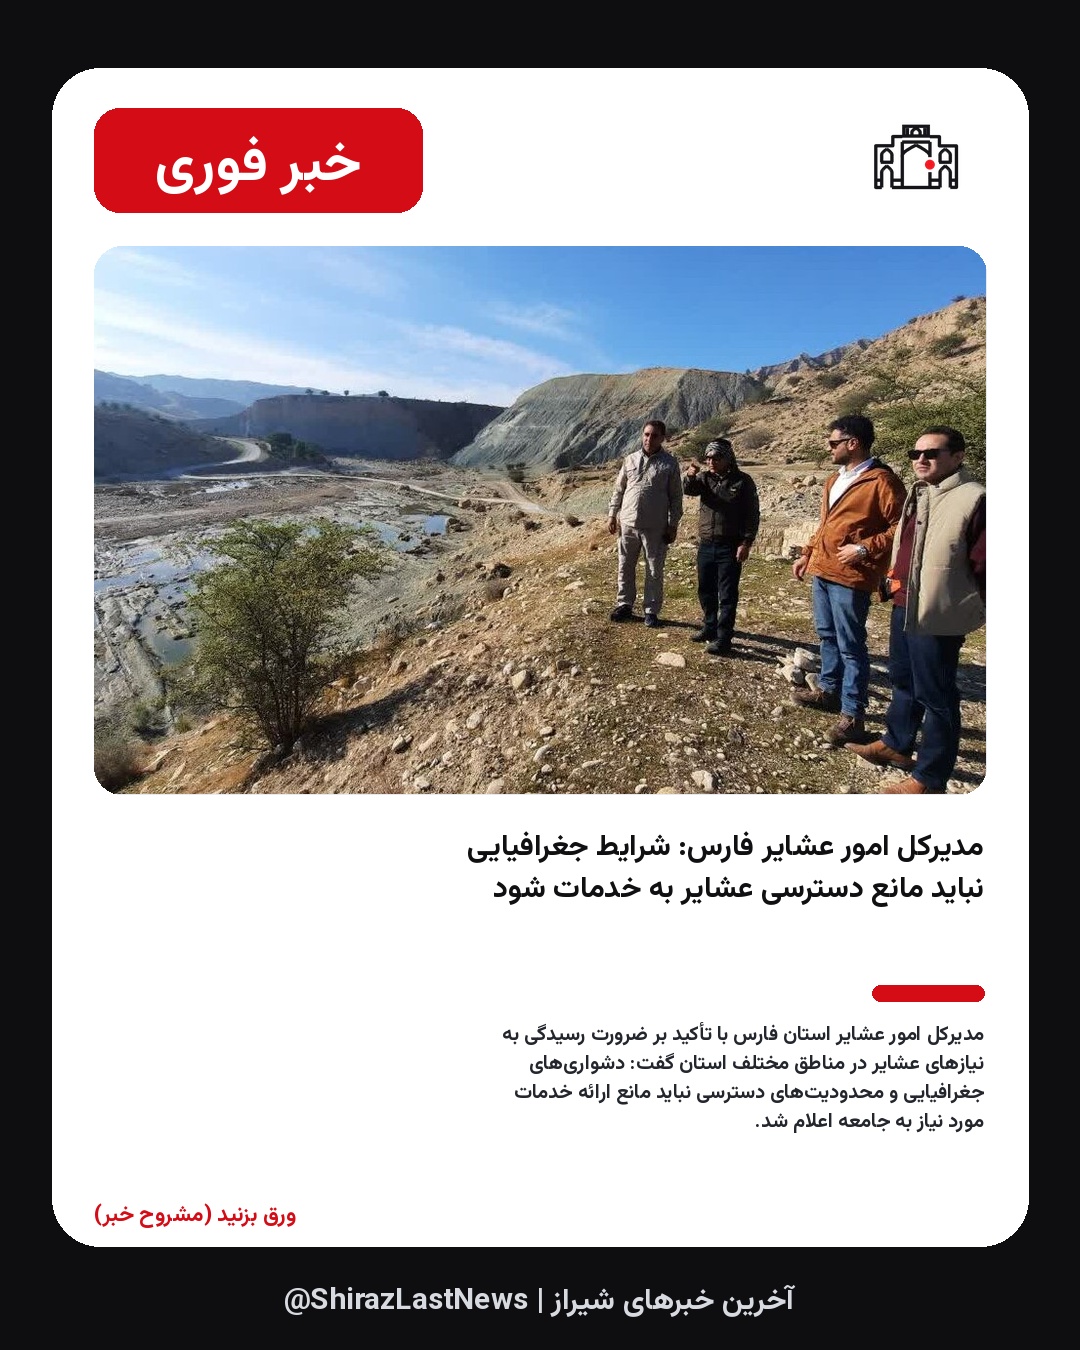 خبر فوری
مدیرکل امور عشایر فارس: شرایط جغرافیایی
نباید مانع دسترسی عشایر به خدمات شود
مدیرکل امور عشایر استان فارس با تأکید بر ضرورت رسیدگی به
نیازهای عشایر در مناطق مختلف استان گفت: دشواری‌های
جغرافیایی و محدودیت‌های دسترسی نباید مانع ارائه خدمات
مورد نیاز به جامعه اعلام شد.
ورق بزنید (مشروح خبر)
آخرین خبرهای شیراز | ShirazLastNews@